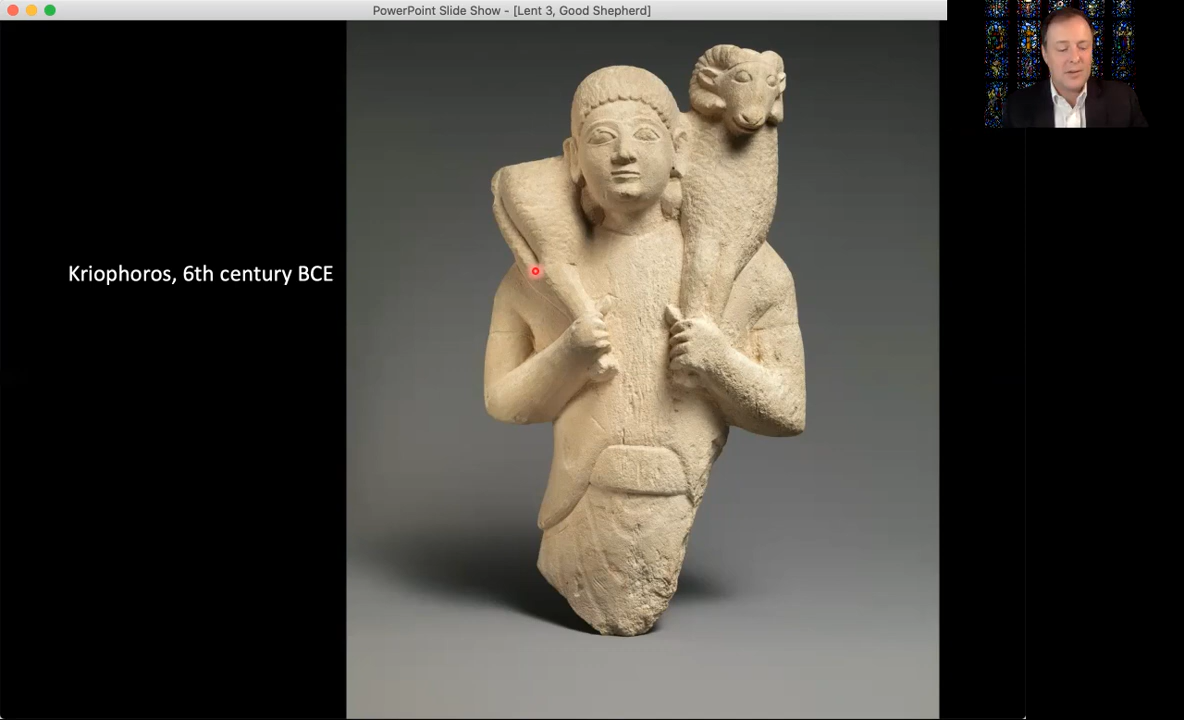 PowerPoint Slide Show - [Lent 3, Good Shepherd]
Kriophoros, 6th century BCE